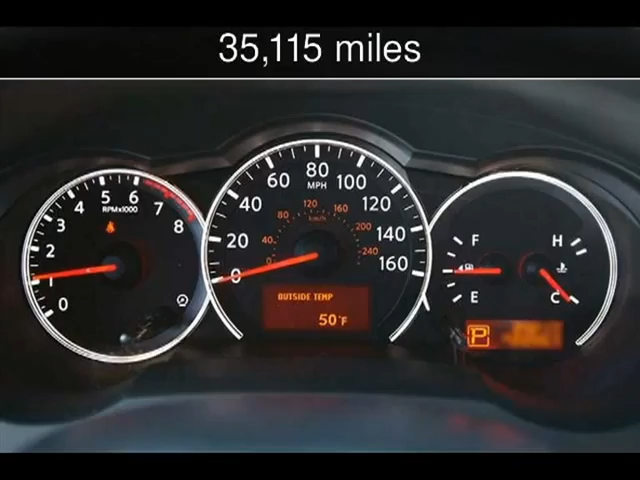 35,115 miles
0 1 2 3 4 5 6 7 8
RPMx1000
0 20 40 60 80 100 120 140 160
MPH
0 40 80 120 160 200 240
km/h
OUTSIDE TEMP
50°F
F
E
H
C
P